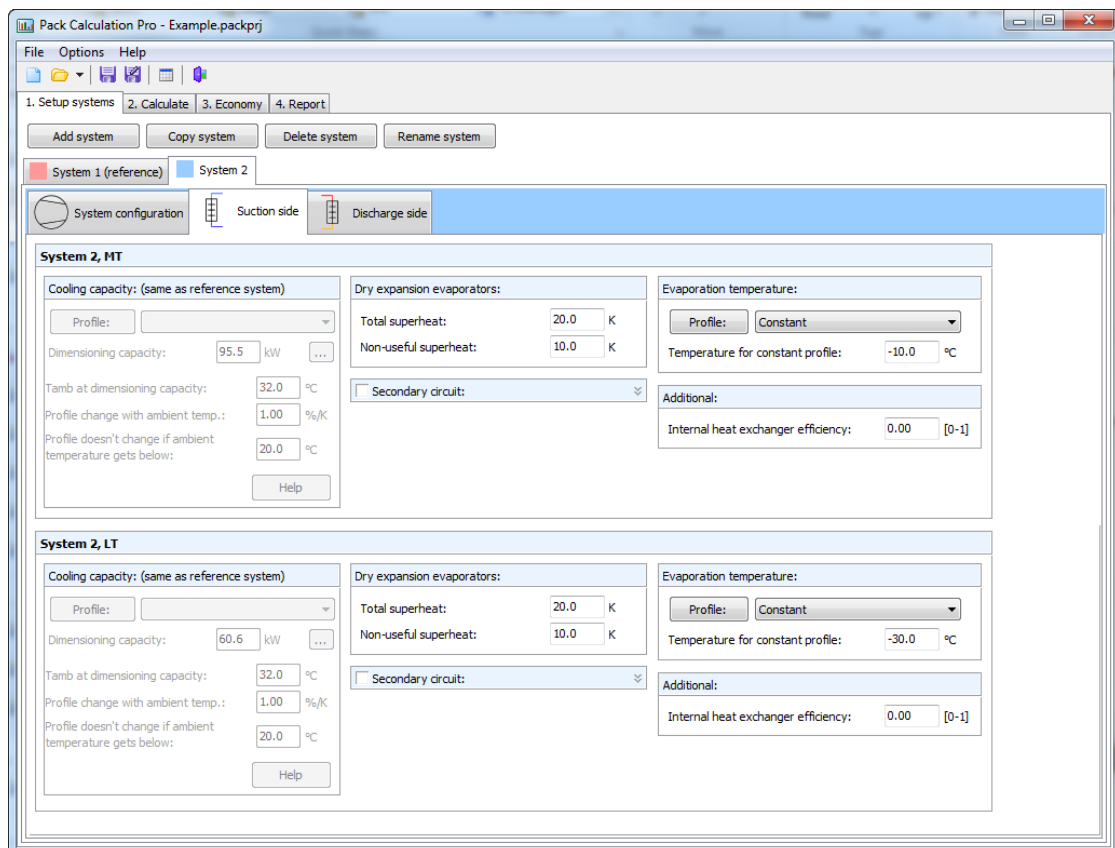 Pack Calculation Pro - Example.packprj
File Options Help
1. Setup systems 2. Calculate 3. Economy 4. Report
Add system Copy system Delete system Rename system
System 1 (reference) System 2
System configuration Suction side Discharge side
System 2, MT
Cooling capacity: (same as reference system)
Profile:
Dimensioning capacity: 95.5 kW ...
Tamb at dimensioning capacity: 32.0 ºC
Profile change with ambient temp.: 1.00 %/K
Profile doesn't change if ambient
temperature gets below: 20.0 ºC
Help
Dry expansion evaporators:
Total superheat: 20.0 K
Non-useful superheat: 10.0 K
Secondary circuit:
Evaporation temperature:
Profile: Constant
Temperature for constant profile: -10.0 ºC
Additional:
Internal heat exchanger efficiency: 0.00 [0-1]
System 2, LT
Cooling capacity: (same as reference system)
Profile:
Dimensioning capacity: 60.6 kW ...
Tamb at dimensioning capacity: 32.0 ºC
Profile change with ambient temp.: 1.00 %/K
Profile doesn't change if ambient
temperature gets below: 20.0 ºC
Help
Dry expansion evaporators:
Total superheat: 20.0 K
Non-useful superheat: 10.0 K
Secondary circuit:
Evaporation temperature:
Profile: Constant
Temperature for constant profile: -30.0 ºC
Additional:
Internal heat exchanger efficiency: 0.00 [0-1]